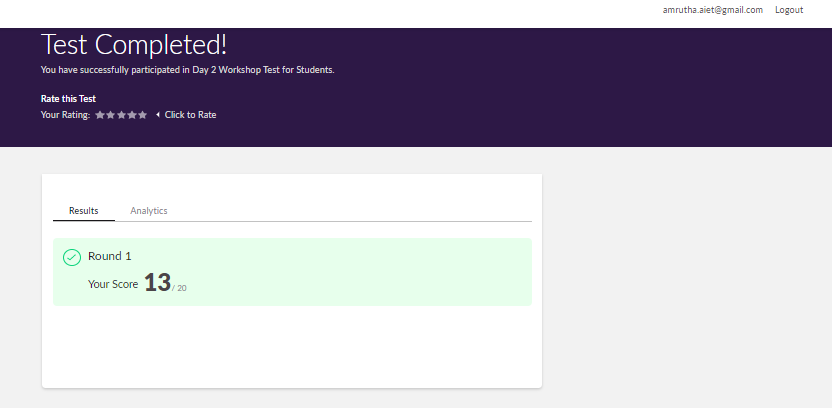 amrutha.aiet@gmail.com Logout
Test Completed!
You have successfully participated in Day 2 Workshop Test for Students.
Rate this Test
Your Rating: Click to Rate
Results Analytics
Round 1
Your Score 13 / 20